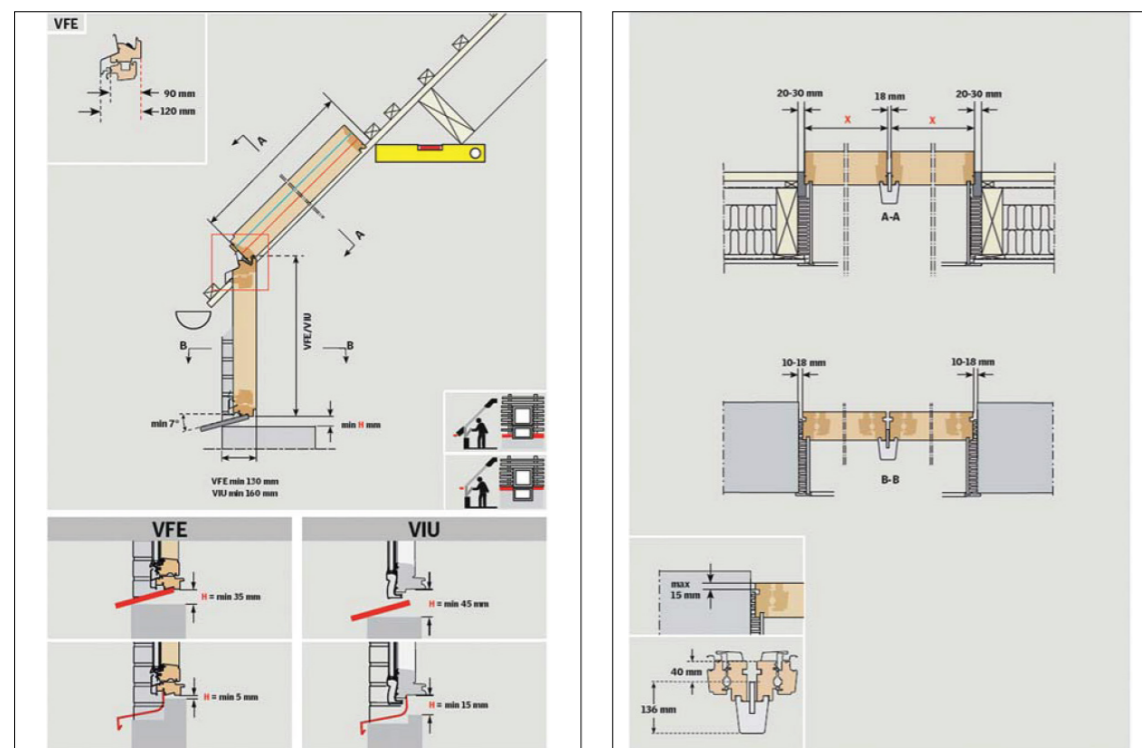 VFE
90 mm
120 mm
A
A
VFE/VIU
B
B
min 7°
min H mm
VFE min 130 mm
VIU min 160 mm
VFE
VIU
H = min 35 mm
H = min 45 mm
H = min 5 mm
H = min 15 mm
20-30 mm
18 mm
20-30 mm
X
X
A-A
10-18 mm
10-18 mm
B-B
max
15 mm
40 mm
136 mm